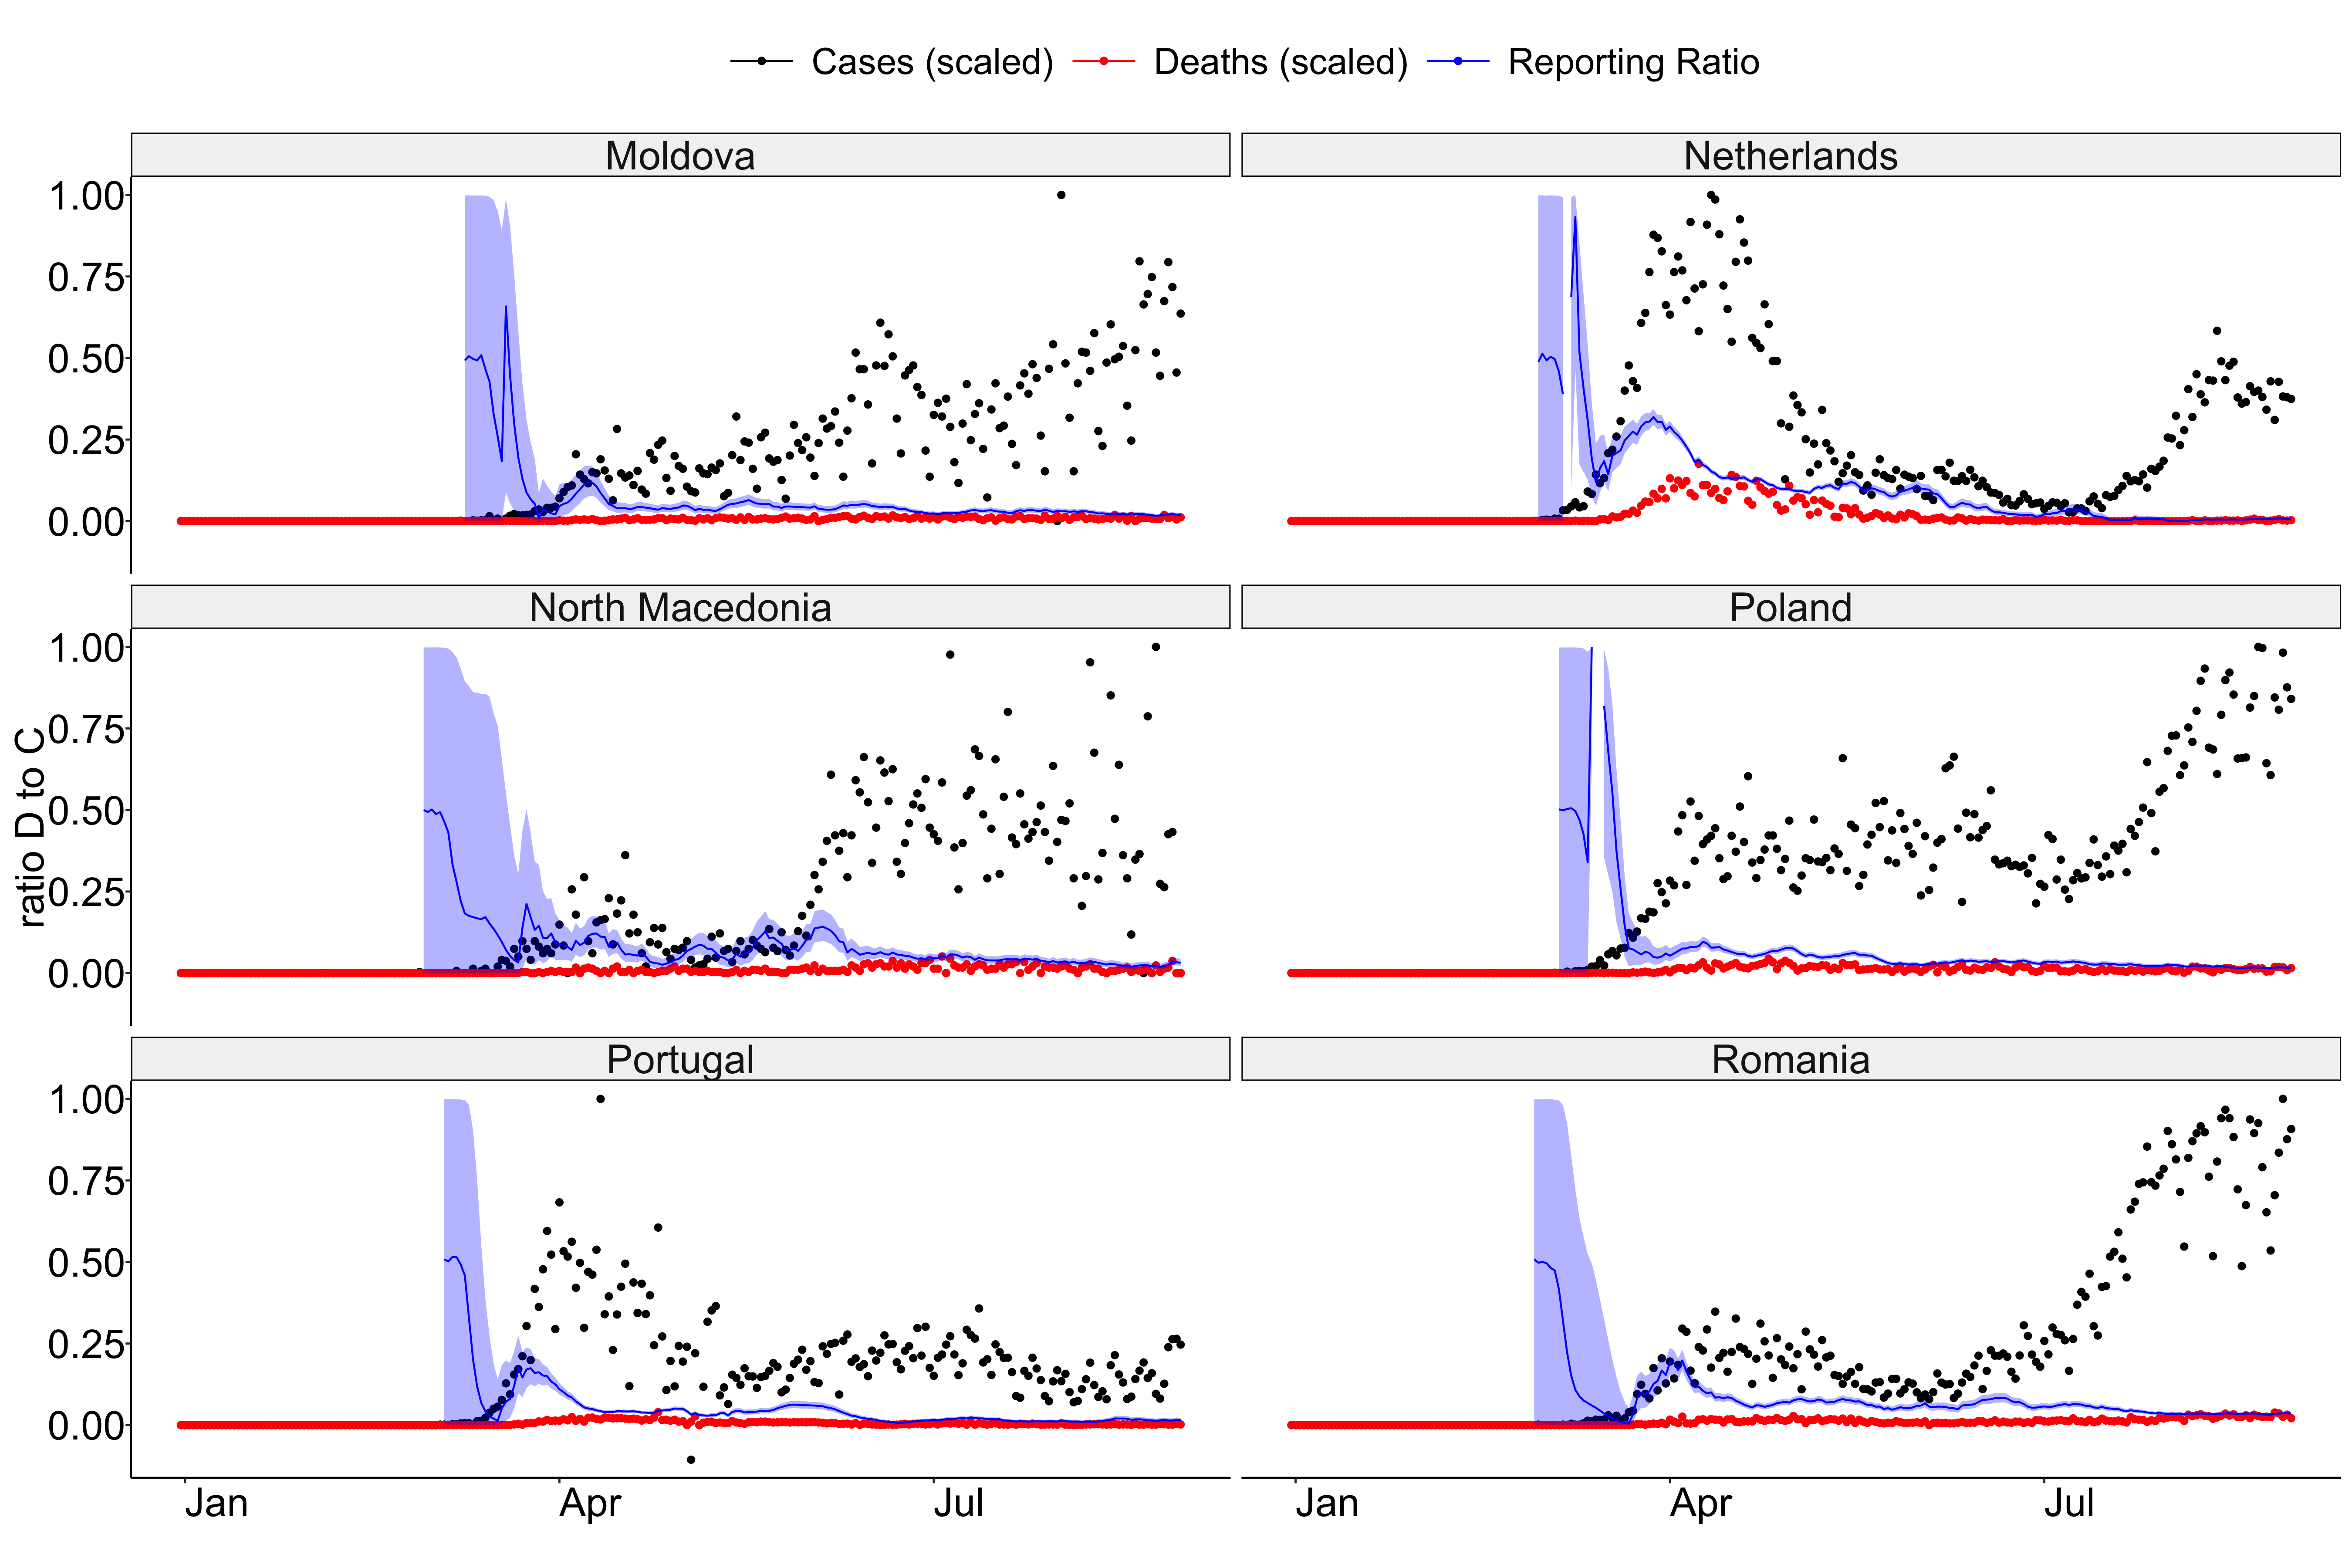 Cases (scaled) Deaths (scaled) Reporting Ratio
Moldova Netherlands
1.00
0.75
0.50
0.25
0.00
North Macedonia Poland
1.00
0.75
0.50
0.25
0.00
ratio D to C
Portugal Romania
1.00
0.75
0.50
0.25
0.00
Jan Apr Jul Jan Apr Jul